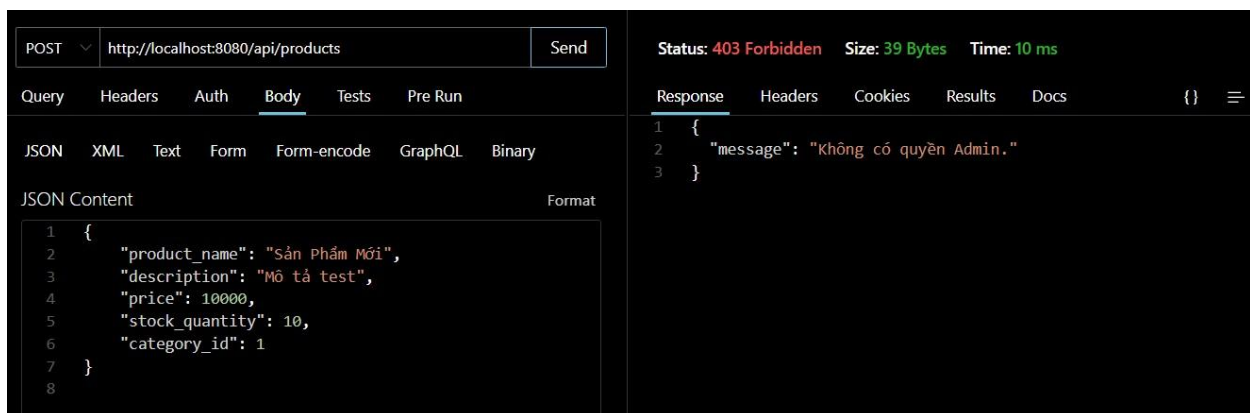 POST http://localhost:8080/api/products Send
Query Headers Auth Body Tests Pre Run
JSON XML Text Form Form-encode GraphQL Binary
JSON Content Format
1 {
2 "product_name": "Sản Phẩm Mới",
3 "description": "Mô tả test",
4 "price": 10000,
5 "stock_quantity": 10,
6 "category_id": 1
7 }
8
Status: 403 Forbidden Size: 39 Bytes Time: 10 ms
Response Headers Cookies Results Docs {}
1 {
2 "message": "Không có quyền Admin."
3 }